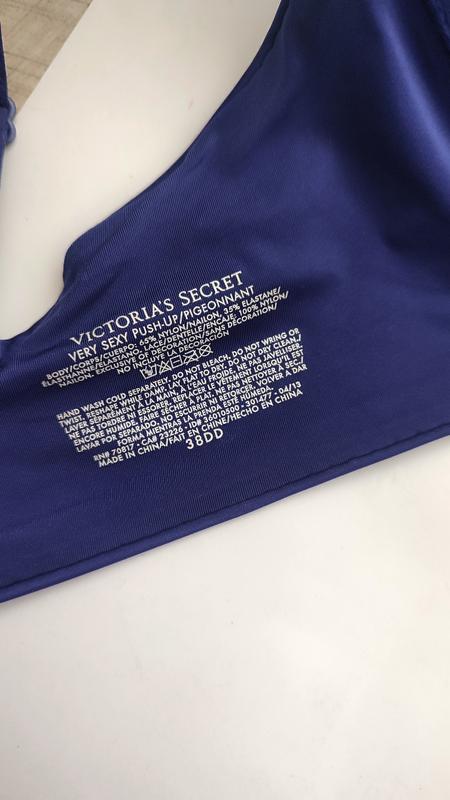 VICTORIA'S SECRET
VERY SEXY PUSH-UP/PIGEONNANT
BODY/CORPS/CUERPO: 65% NYLON/NAILON, 35% ELASTANE/
ELASTHANNE/ELASTANO. LACE/DENTELLE/ENCAJE: 100% NYLON/
NAILON. EXCLUSIVE OF DECORATION/SANS DÉCORATION/
NO INCLUYE LA DECORACIÓN
HAND WASH COLD SEPARATELY. DO NOT BLEACH. DO NOT WRING OR
TWIST. RESHAPE WHILE DAMP. LAY FLAT TO DRY. DO NOT DRY CLEAN/
LAVER SÉPARÉMENT À LA MAIN, À L'EAU FROIDE. NE PAS JAVELLISER.
NE PAS TORDRE NI ESSORER. REPLACER LE VÊTEMENT LORSQU'IL EST
ENCORE HUMIDE. FAIRE SÉCHER À PLAT. NE PAS NETTOYER À SEC/
LAVAR POR SEPARADO. NO ESCURRIR NI RETORCER. VOLVER A DAR
FORMA MIENTRAS LA PRENDA ESTÉ HÚMEDA.
RN# 70817 - CA# 23226 - ID# 36010500 - 301477 04/13
MADE IN CHINA/FAIT EN CHINE/HECHO EN CHINA
38DD